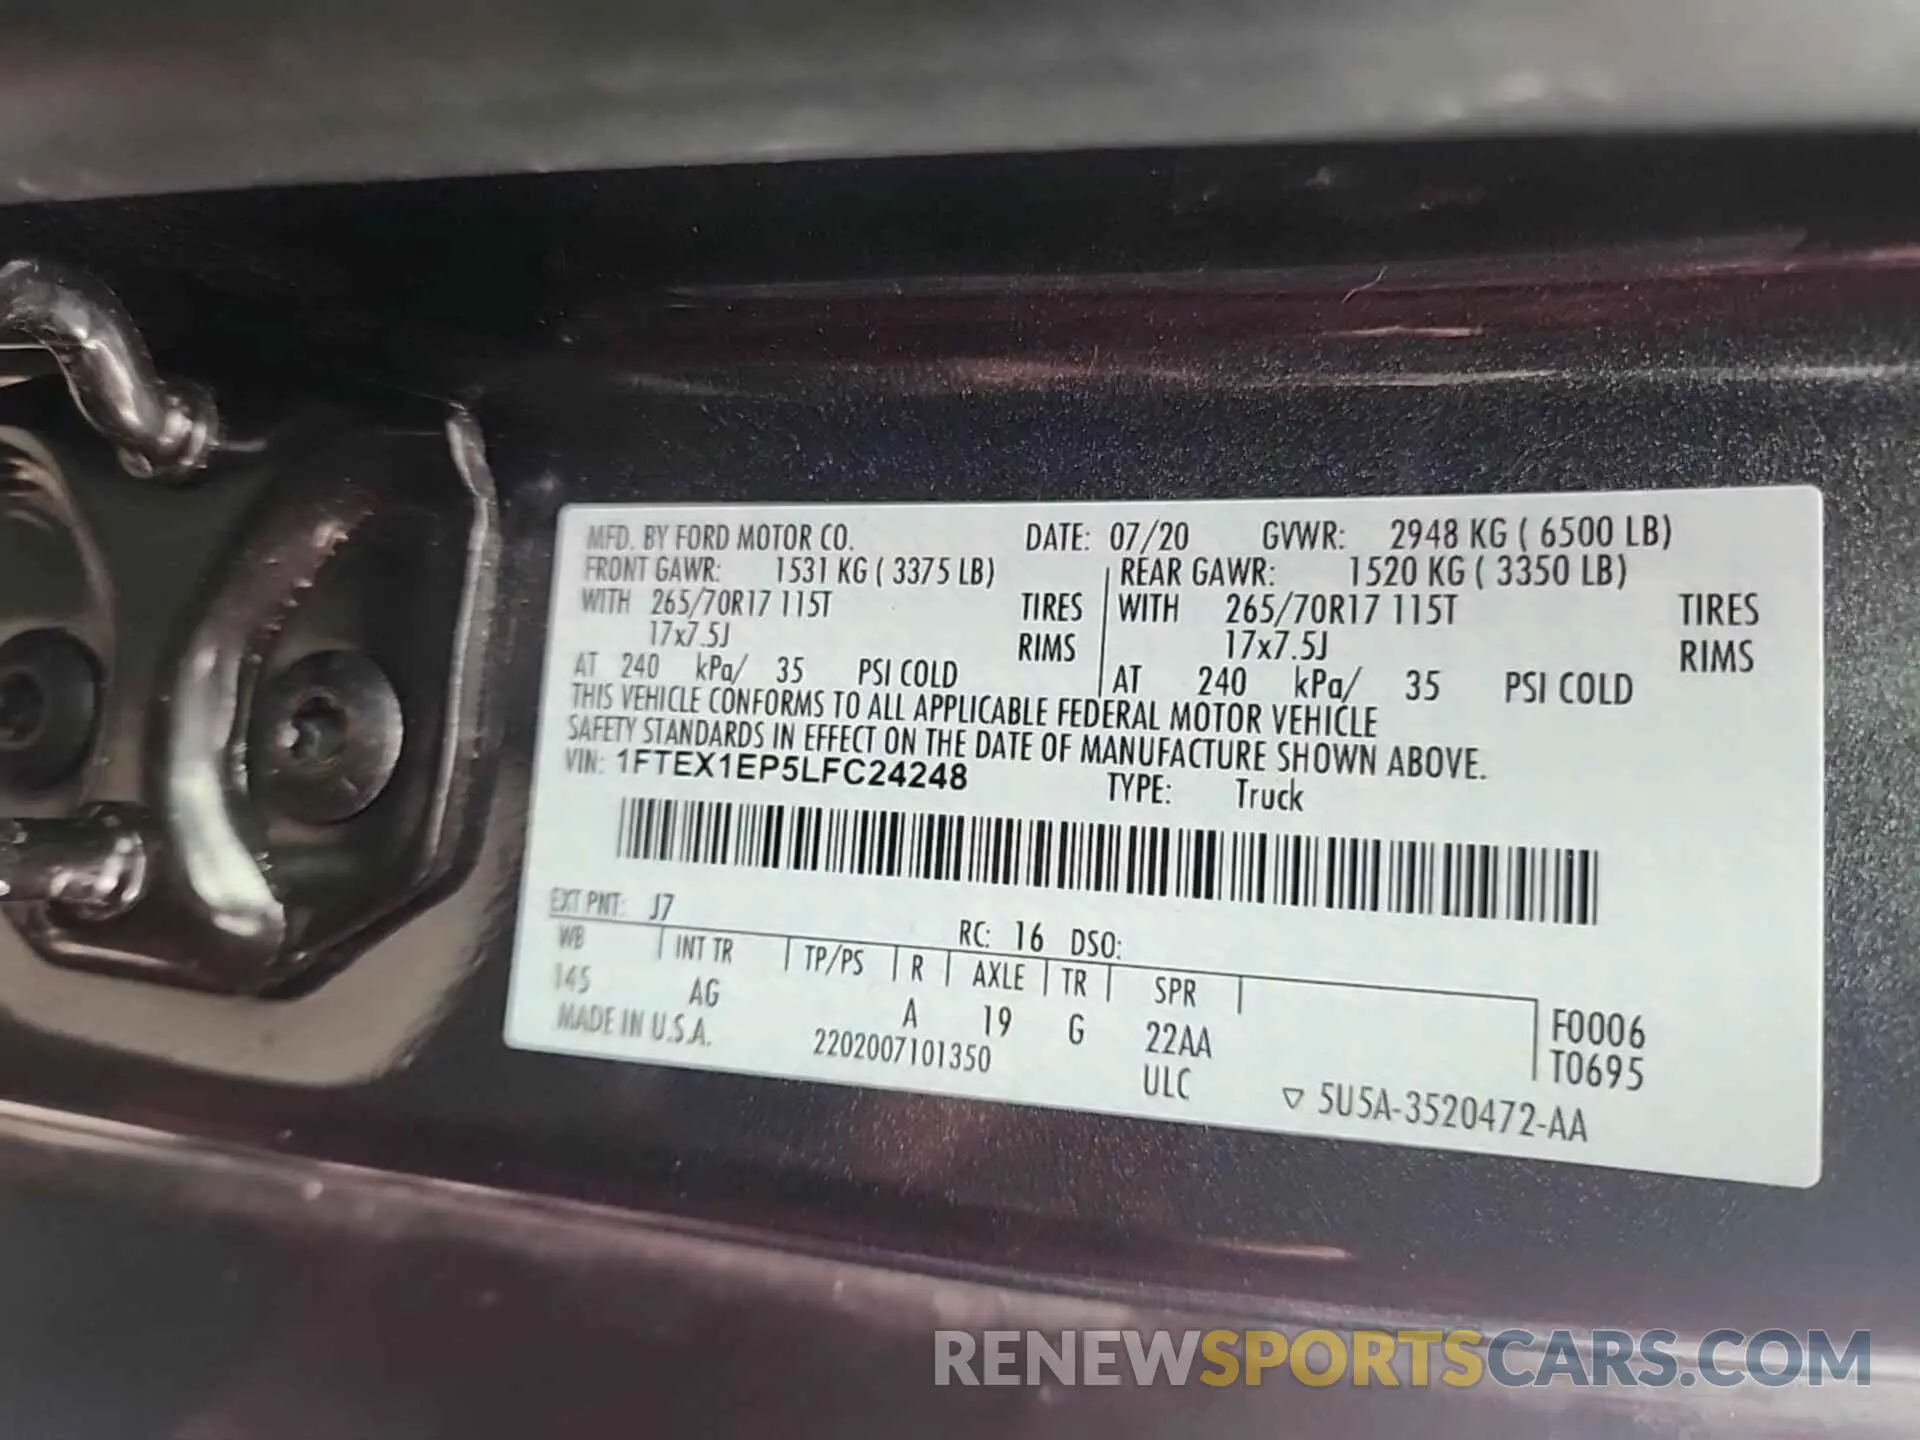 MFD. BY FORD MOTOR CO. DATE: 07/20 GVWR: 2948 KG ( 6500 LB)
FRONT GAWR: 1531 KG ( 3375 LB) REAR GAWR: 1520 KG ( 3350 LB)
WITH 265/70R17 115T TIRES WITH 265/70R17 115T TIRES
17x7.5J RIMS 17x7.5J RIMS
AT 240 kPa/ 35 PSI COLD AT 240 kPa/ 35 PSI COLD
THIS VEHICLE CONFORMS TO ALL APPLICABLE FEDERAL MOTOR VEHICLE
SAFETY STANDARDS IN EFFECT ON THE DATE OF MANUFACTURE SHOWN ABOVE.
VIN: 1FTEX1EP5LFC24248 TYPE: Truck
EXT PNT: J7 RC: 16 DSO:
WB INT TR TP/PS R AXLE TR SPR
145 AG A 19 G 22AA F0006
MADE IN U.S.A. 2202007101350 ULC T0695
▽ 5U5A-3520472-AA
RENEWSPORTSCARS.COM